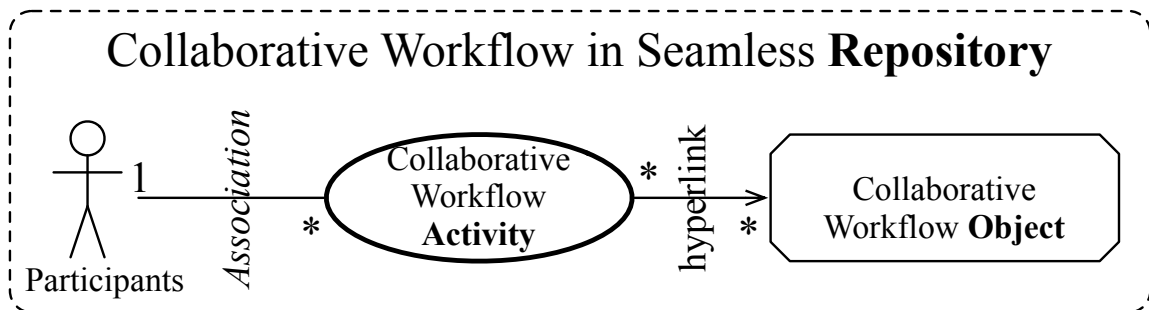 Collaborative Workflow in Seamless Repository
Participants
1
Association
*
Collaborative
Workflow
Activity
*
hyperlink
*
Collaborative
Workflow Object